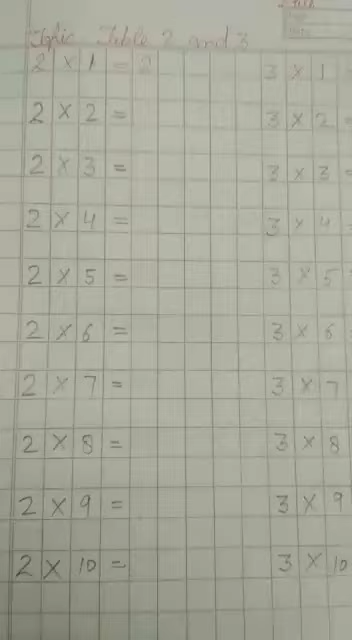 Topic Table 2 and 3
2 × 1 = 2 3 × 1 =
2 × 2 = 3 × 2 =
2 × 3 = 3 × 3 =
2 × 4 = 3 × 4 =
2 × 5 = 3 × 5
2 × 6 = 3 × 6
2 × 7 = 3 × 7
2 × 8 = 3 × 8
2 × 9 = 3 × 9
2 × 10 = 3 × 10